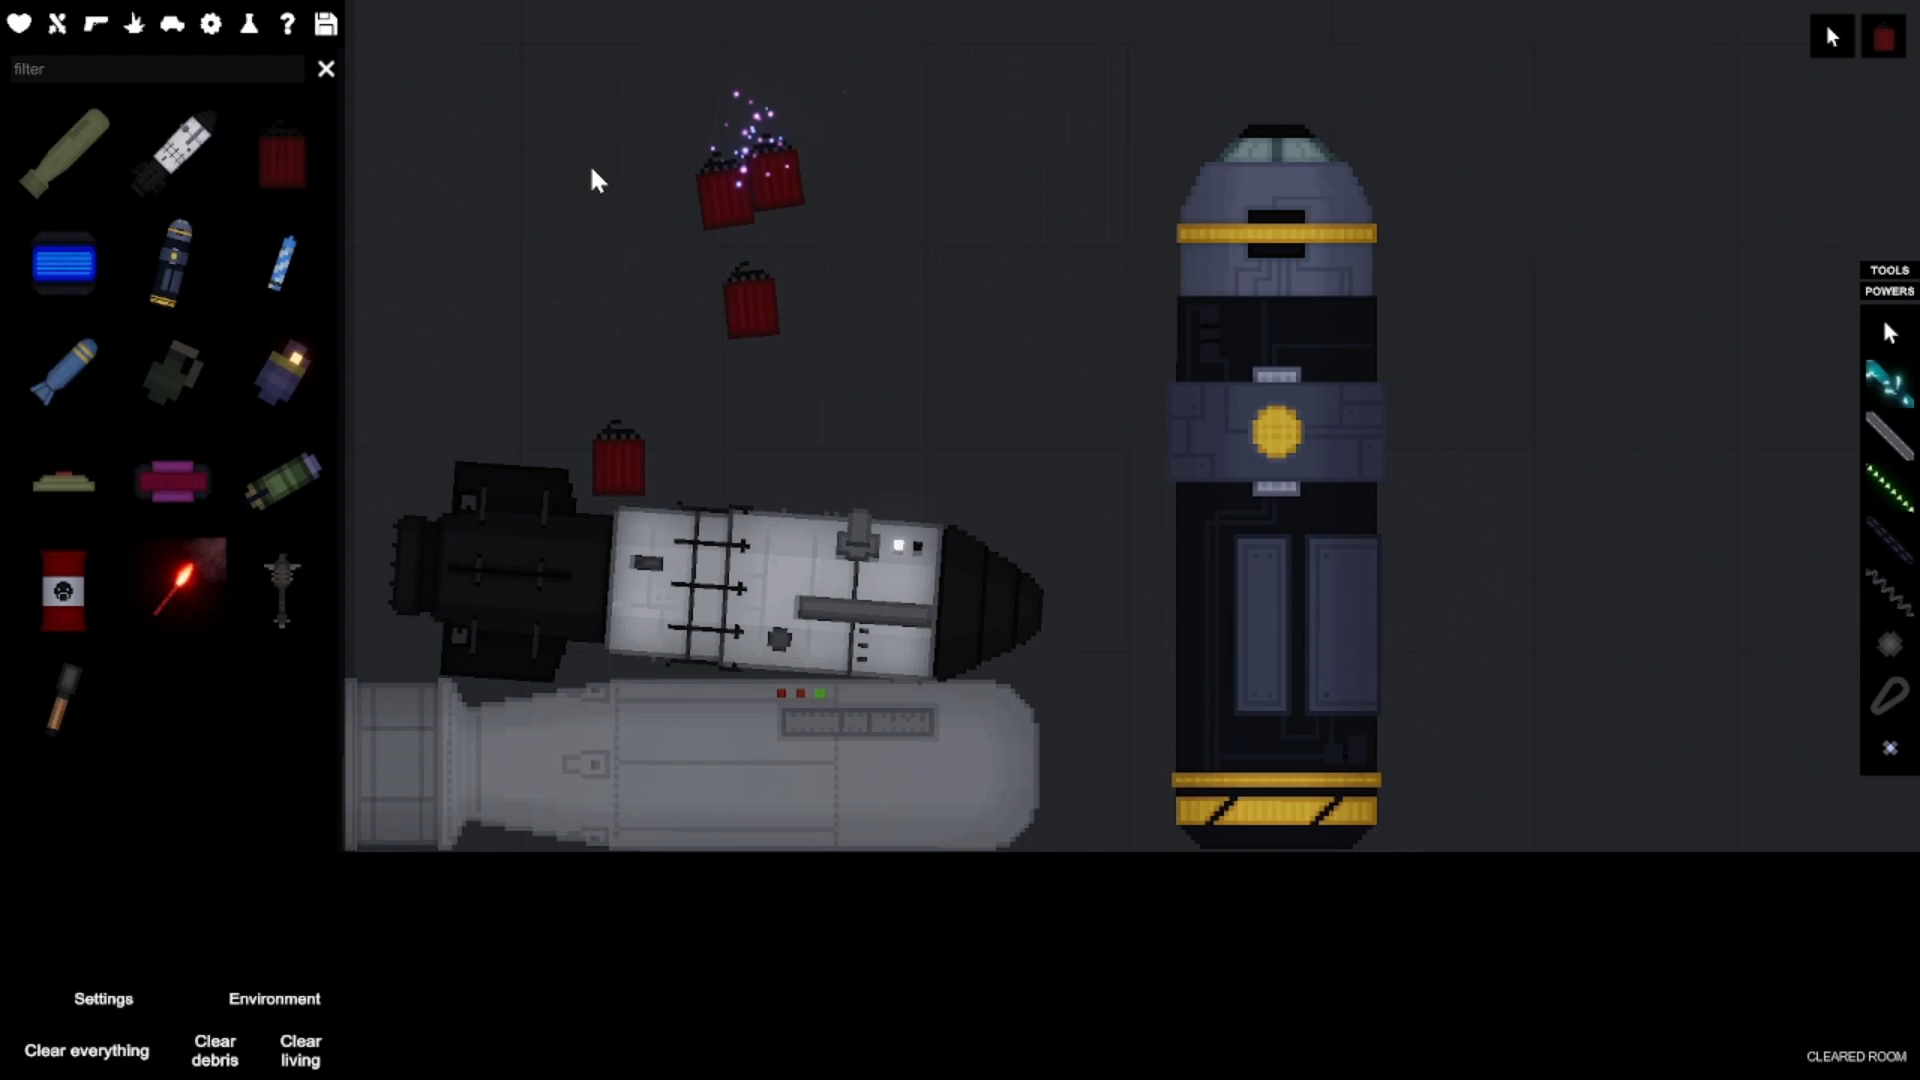 filter
TOOLS
POWERS
Settings
Environment
Clear everything
Clear
debris
Clear
living
CLEARED ROOM